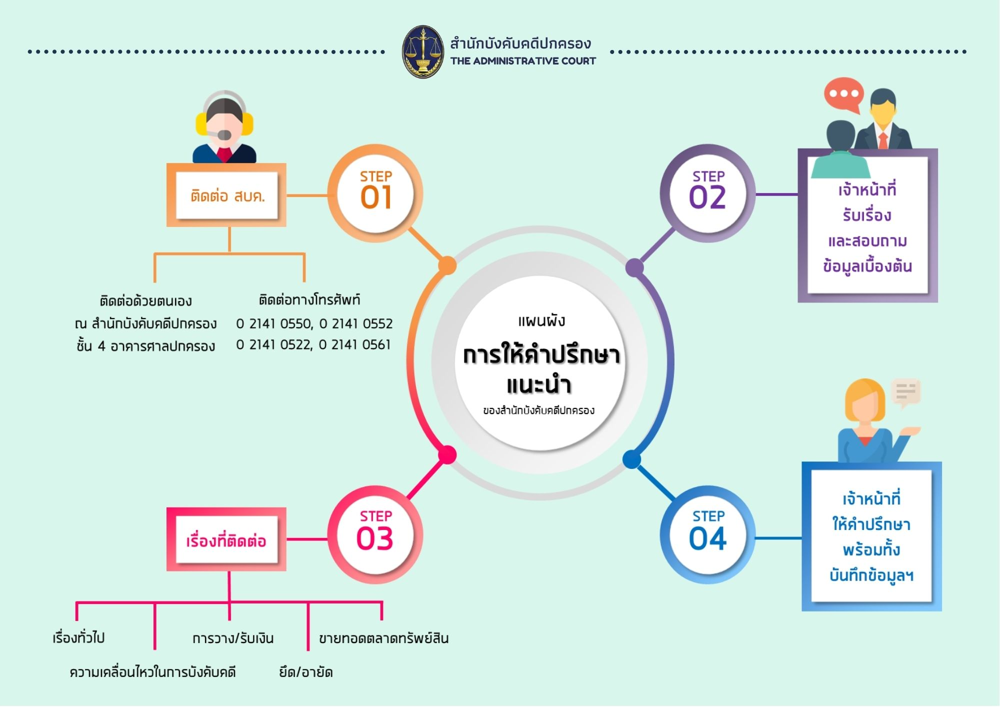 สำนักบังคับคดีปกครอง
THE ADMINISTRATIVE COURT
STEP
01
ติดต่อ สบค.
ติดต่อด้วยตนเอง
ณ สำนักบังคับคดีปกครอง
ชั้น 4 อาคารศาลปกครอง
ติดต่อทางโทรศัพท์
0 2141 0550, 0 2141 0552
0 2141 0522, 0 2141 0561
STEP
02
เจ้าหน้าที่
รับเรื่อง
และสอบถาม
ข้อมูลเบื้องต้น
แผนผัง
การให้คำปรึกษา
แนะนำ
ของสำนักบังคับคดีปกครอง
STEP
03
เรื่องที่ติดต่อ
เรื่องทั่วไป
ความเคลื่อนไหวในการบังคับคดี
การวาง/รับเงิน
ยึด/อายัด
ขายทอดตลาดทรัพย์สิน
STEP
04
เจ้าหน้าที่
ให้คำปรึกษา
พร้อมทั้ง
บันทึกข้อมูลฯ